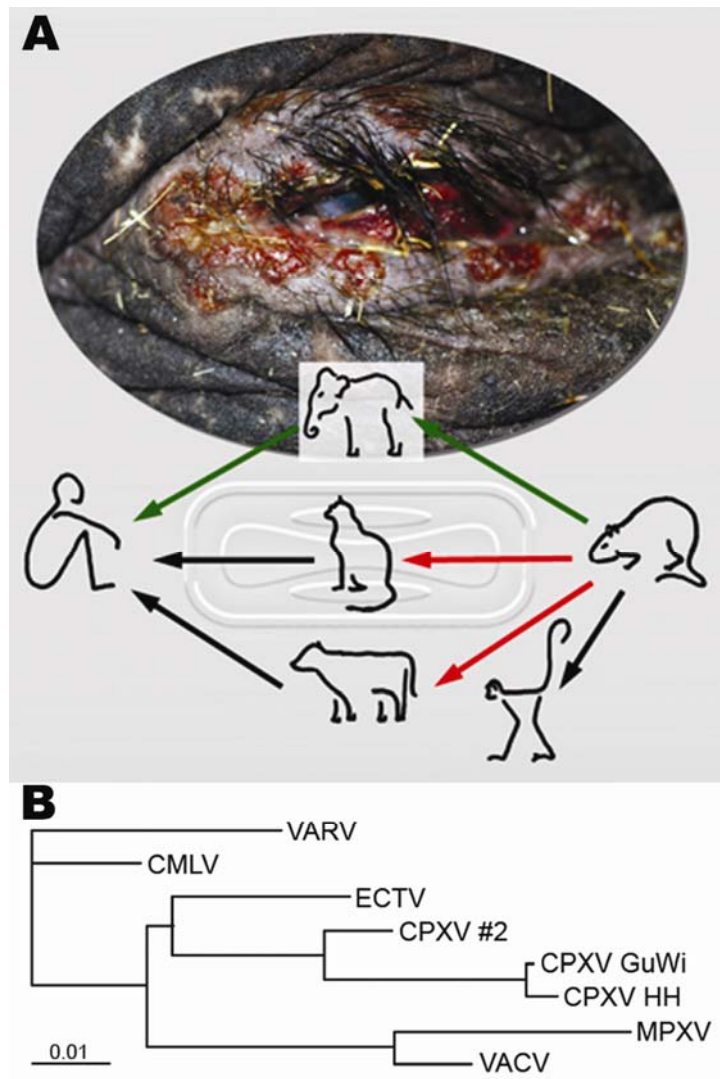 A
B
VARV
CMLV
ECTV
CPXV #2
CPXV GuWi
CPXV HH
MPXV
0.01
VACV